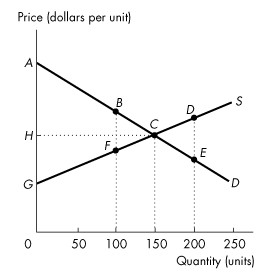 Price (dollars per unit)
A
B
D
S
C
H
F
E
G
D
0 50 100 150 200 250
Quantity (units)